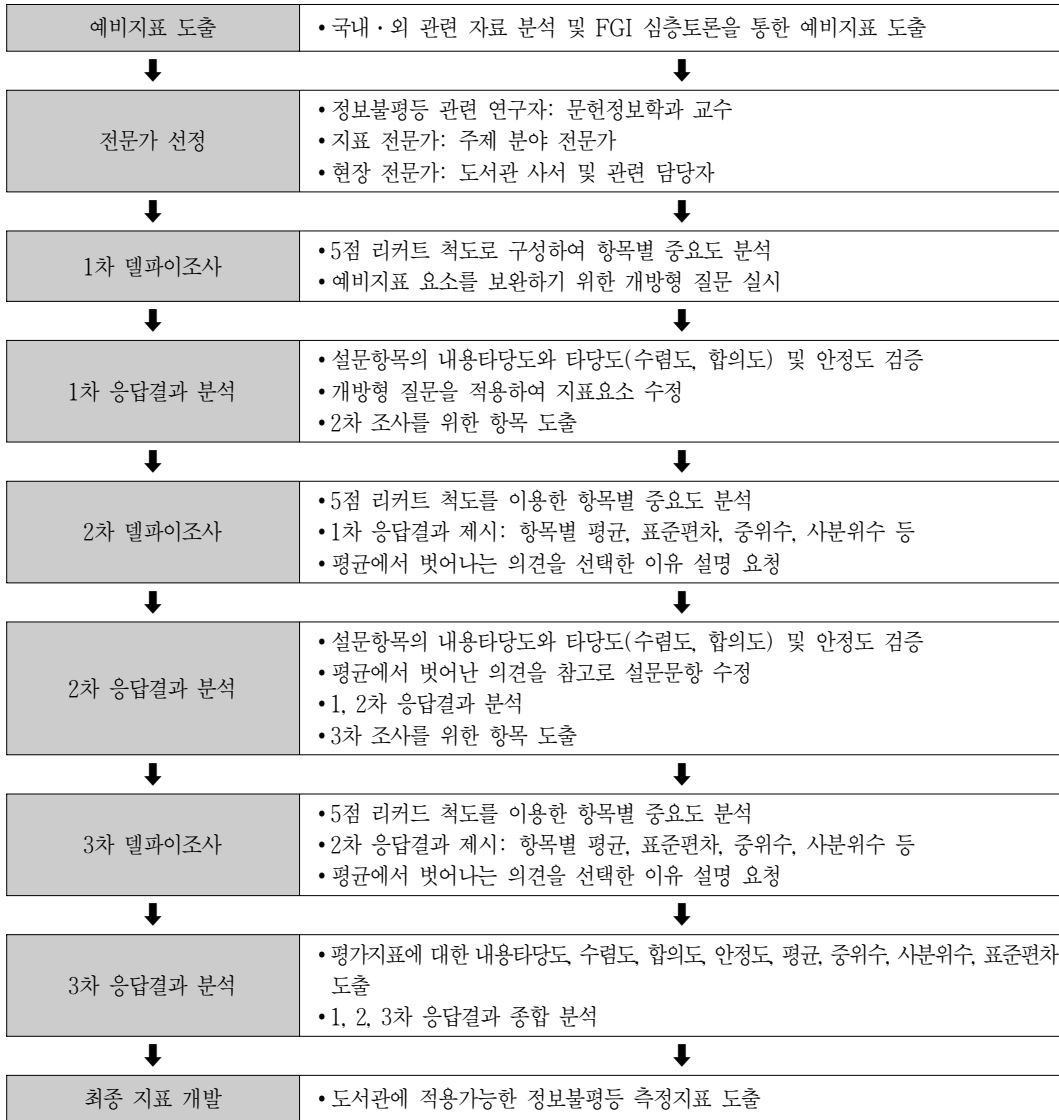 예비지표 도출
• 국내·외 관련 자료 분석 및 FGI 심층토론을 통한 예비지표 도출
전문가 선정
• 정보불평등 관련 연구자: 문헌정보학과 교수
• 지표 전문가: 주제 분야 전문가
• 현장 전문가: 도서관 사서 및 관련 담당자
1차 델파이조사
• 5점 리커트 척도로 구성하여 항목별 중요도 분석
• 예비지표 요소를 보완하기 위한 개방형 질문 실시
1차 응답결과 분석
• 설문항목의 내용타당도와 타당도(수렴도, 합의도) 및 안정도 검증
• 개방형 질문을 적용하여 지표요소 수정
• 2차 조사를 위한 항목 도출
2차 델파이조사
• 5점 리커트 척도를 이용한 항목별 중요도 분석
• 1차 응답결과 제시: 항목별 평균, 표준편차, 중위수, 사분위수 등
• 평균에서 벗어나는 의견을 선택한 이유 설명 요청
2차 응답결과 분석
• 설문항목의 내용타당도와 타당도(수렴도, 합의도) 및 안정도 검증
• 평균에서 벗어난 의견을 참고로 설문문항 수정
• 1, 2차 응답결과 분석
• 3차 조사를 위한 항목 도출
3차 델파이조사
• 5점 리커드 척도를 이용한 항목별 중요도 분석
• 2차 응답결과 제시: 항목별 평균, 표준편차, 중위수, 사분위수 등
• 평균에서 벗어나는 의견을 선택한 이유 설명 요청
3차 응답결과 분석
• 평가지표에 대한 내용타당도, 수렴도, 합의도, 안정도, 평균, 중위수, 사분위수, 표준편차
도출
• 1, 2, 3차 응답결과 종합 분석
최종 지표 개발
• 도서관에 적용가능한 정보불평등 측정지표 도출